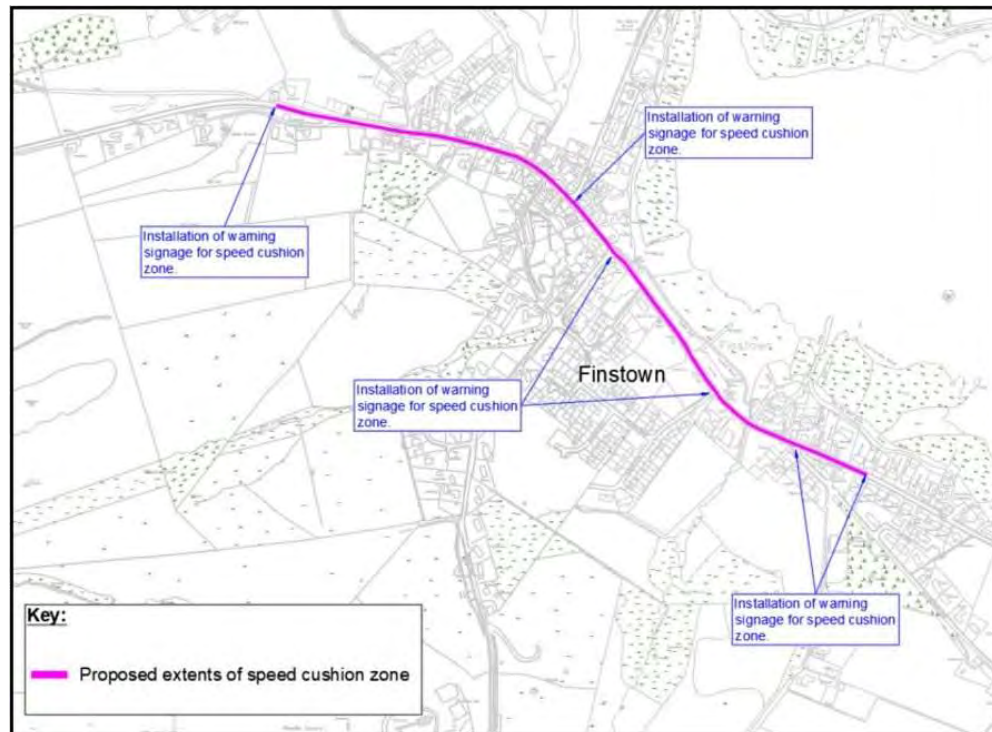 Installation of warning
signage for speed cushion
zone.
Installation of warning
signage for speed cushion
zone.
Installation of warning
signage for speed cushion
zone.
Finstown
Finstown
Installation of warning
signage for speed cushion
zone.
Key:
Proposed extents of speed cushion zone